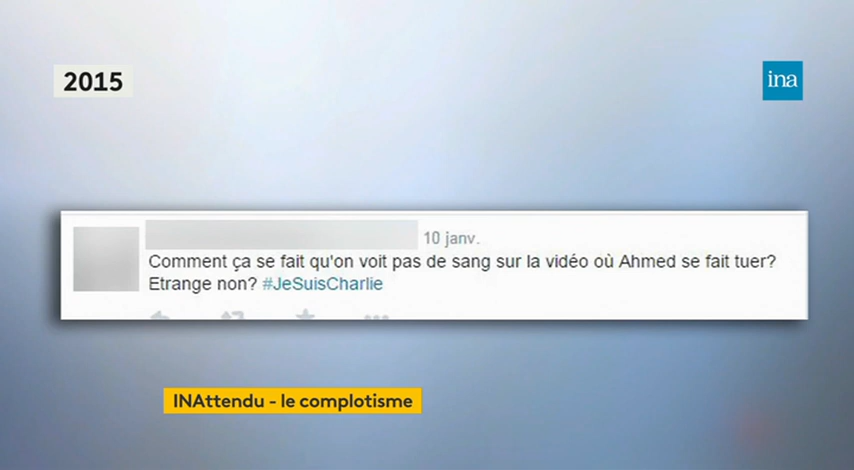 2015
ina
10 janv.
Comment ça se fait qu'on voit pas de sang sur la vidéo où Ahmed se fait tuer?
Etrange non? #JeSuisCharlie
INAttendu - le complotisme